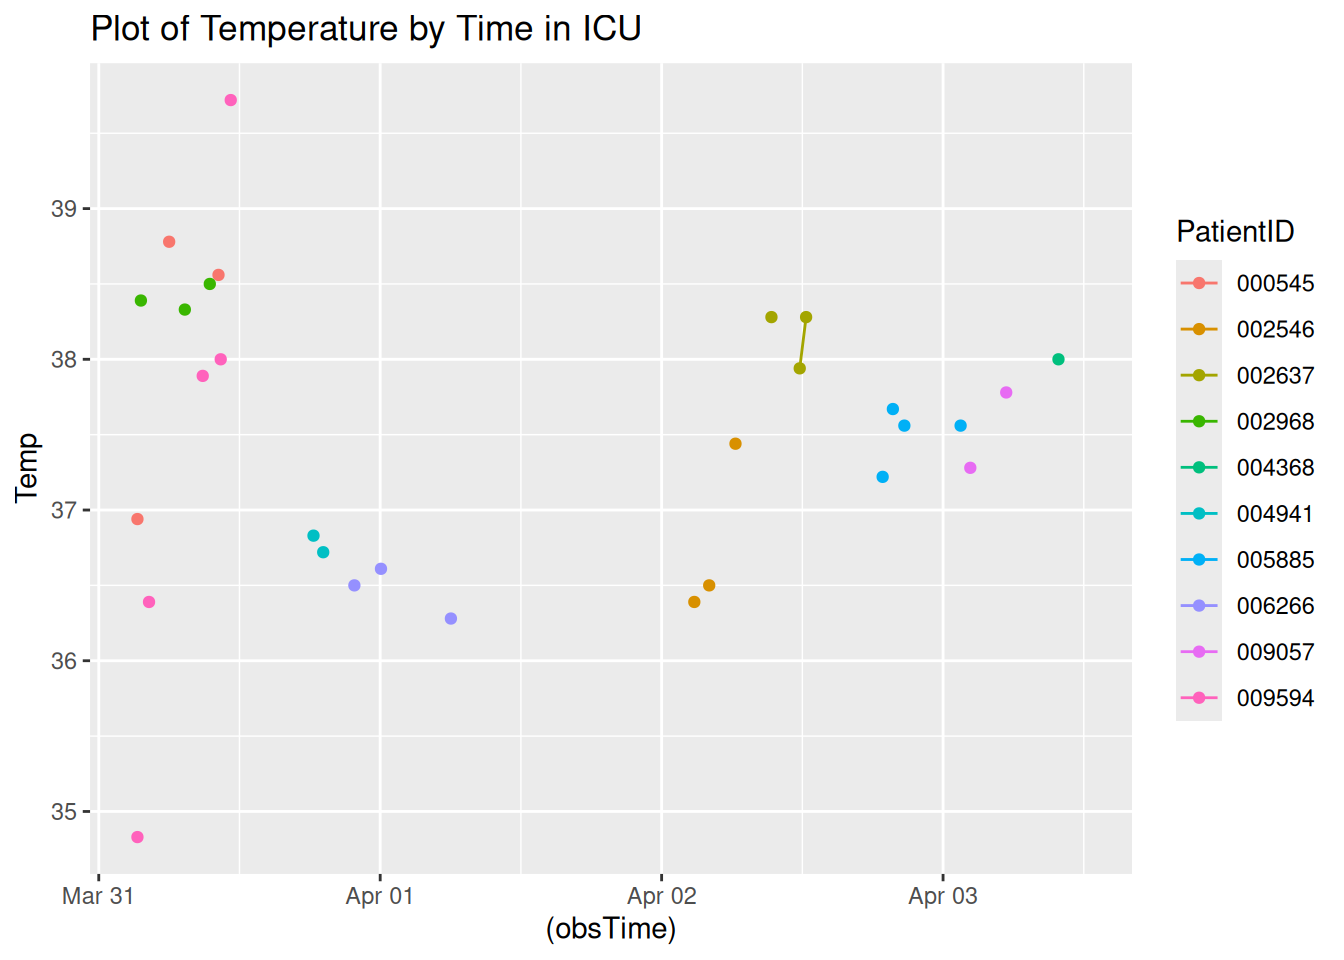 Plot of Temperature by Time in ICU
Temp
39
38
37
36
35
Mar 31
Apr 01
Apr 02
Apr 03
(obsTime)
PatientID
000545
002546
002637
002968
004368
004941
005885
006266
009057
009594